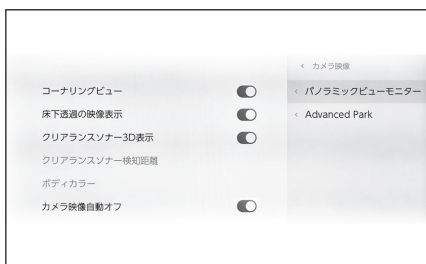 コーナリングビュー
床下透過の映像表示
クリアランスソナー3D表示
クリアランスソナー検知距離
ボディカラー
カメラ映像自動オフ
< カメラ映像
< パノラミックビューモニター
< Advanced Park